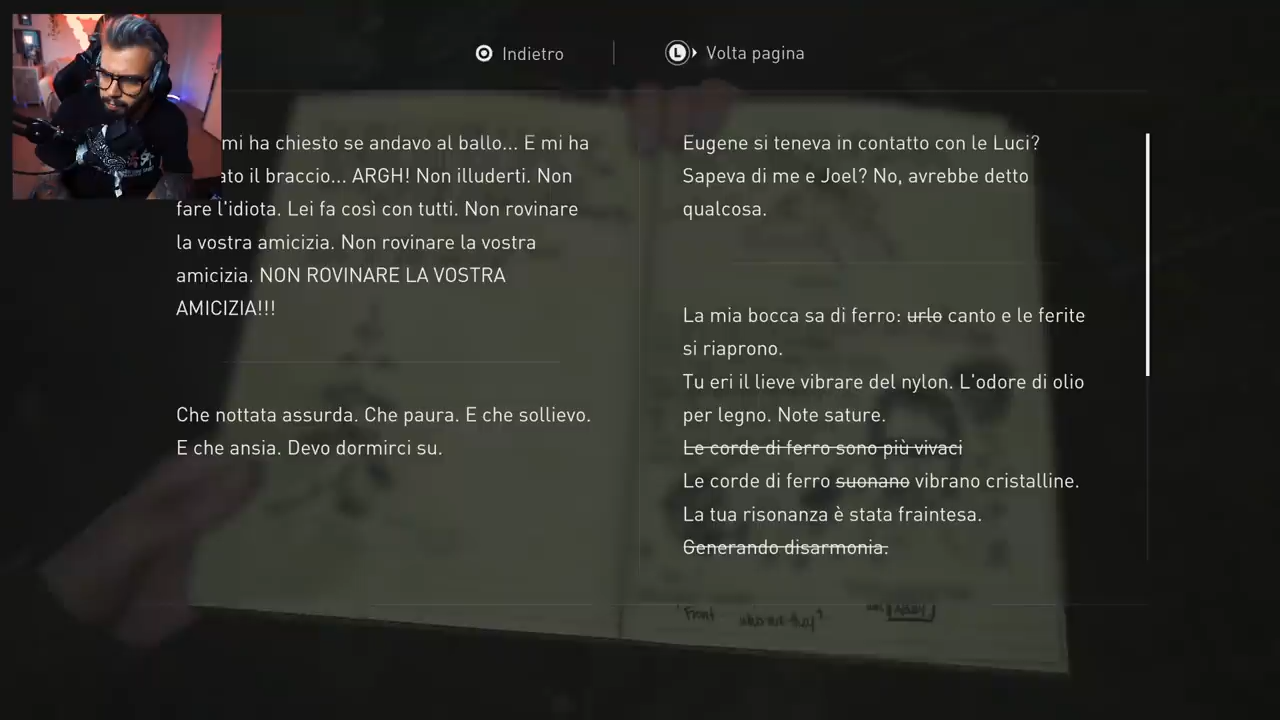 Indietro
Volta pagina
mi ha chiesto se andavo al ballo... E mi ha
ato il braccio... ARGH! Non illuderti. Non
fare l'idiota. Lei fa così con tutti. Non rovinare
la vostra amicizia. Non rovinare la vostra
amicizia. NON ROVINARE LA VOSTRA
AMICIZIA!!!
Che nottata assurda. Che paura. E che sollievo.
E che ansia. Devo dormirci su.
Eugene si teneva in contatto con le Luci?
Sapeva di me e Joel? No, avrebbe detto
qualcosa.
La mia bocca sa di ferro: urlo canto e le ferite
si riaprono.
Tu eri il lieve vibrare del nylon. L'odore di olio
per legno. Note sature.
Le corde di ferro sono più vivaci
Le corde di ferro suonano vibrano cristalline.
La tua risonanza è stata fraintesa.
Generando disarmonia.